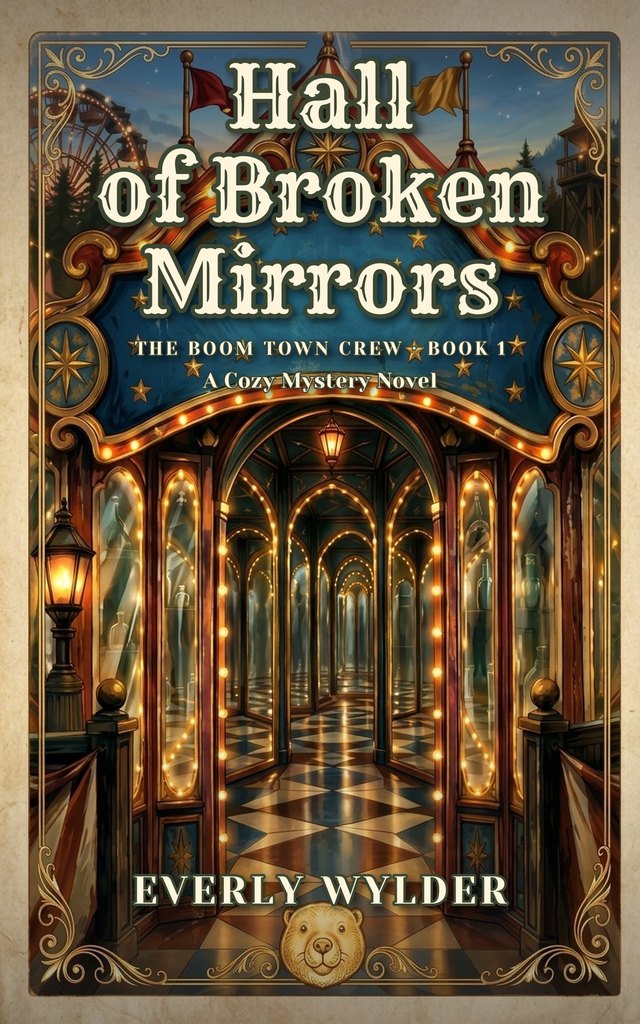 Hall
of Broken
Mirrors
THE BOOM TOWN CREW • BOOK 1
A Cozy Mystery Novel
EVERLY WYLDER